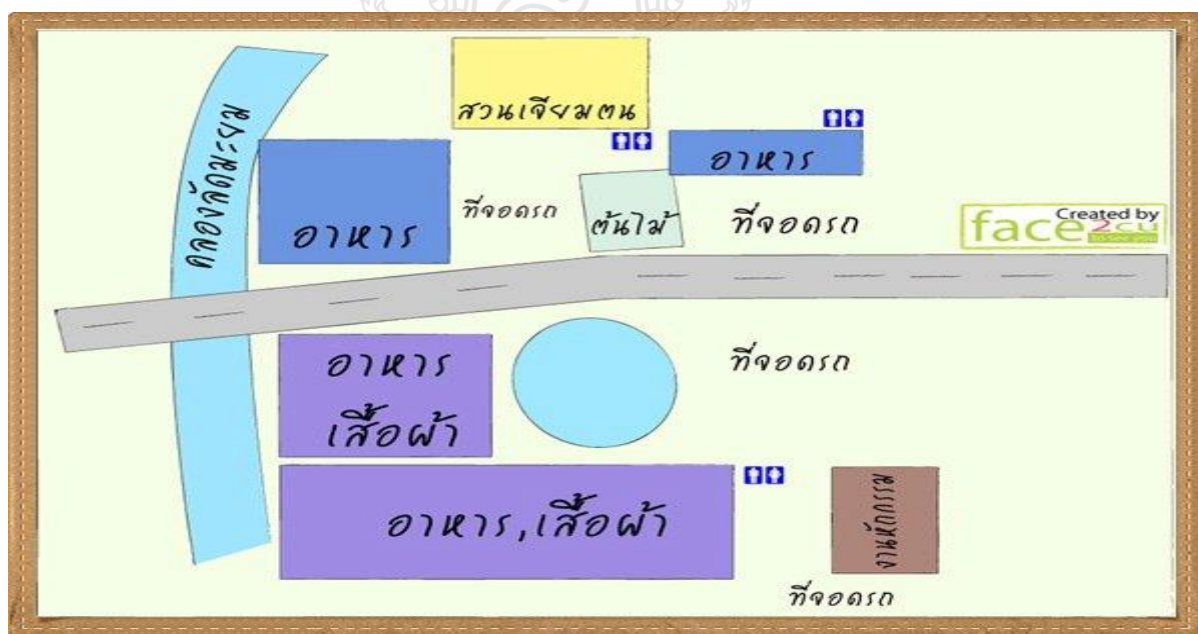 สวนเจียมตน
คลองลัดมะยม
อาหาร
อาหาร
ที่จอดรถ
ต้นไม้
ที่จอดรถ
Created by
face2cu
to see you
อาหาร
เสื้อผ้า
ที่จอดรถ
อาหาร,เสื้อผ้า
งานหัถกรรม
ที่จอดรถ